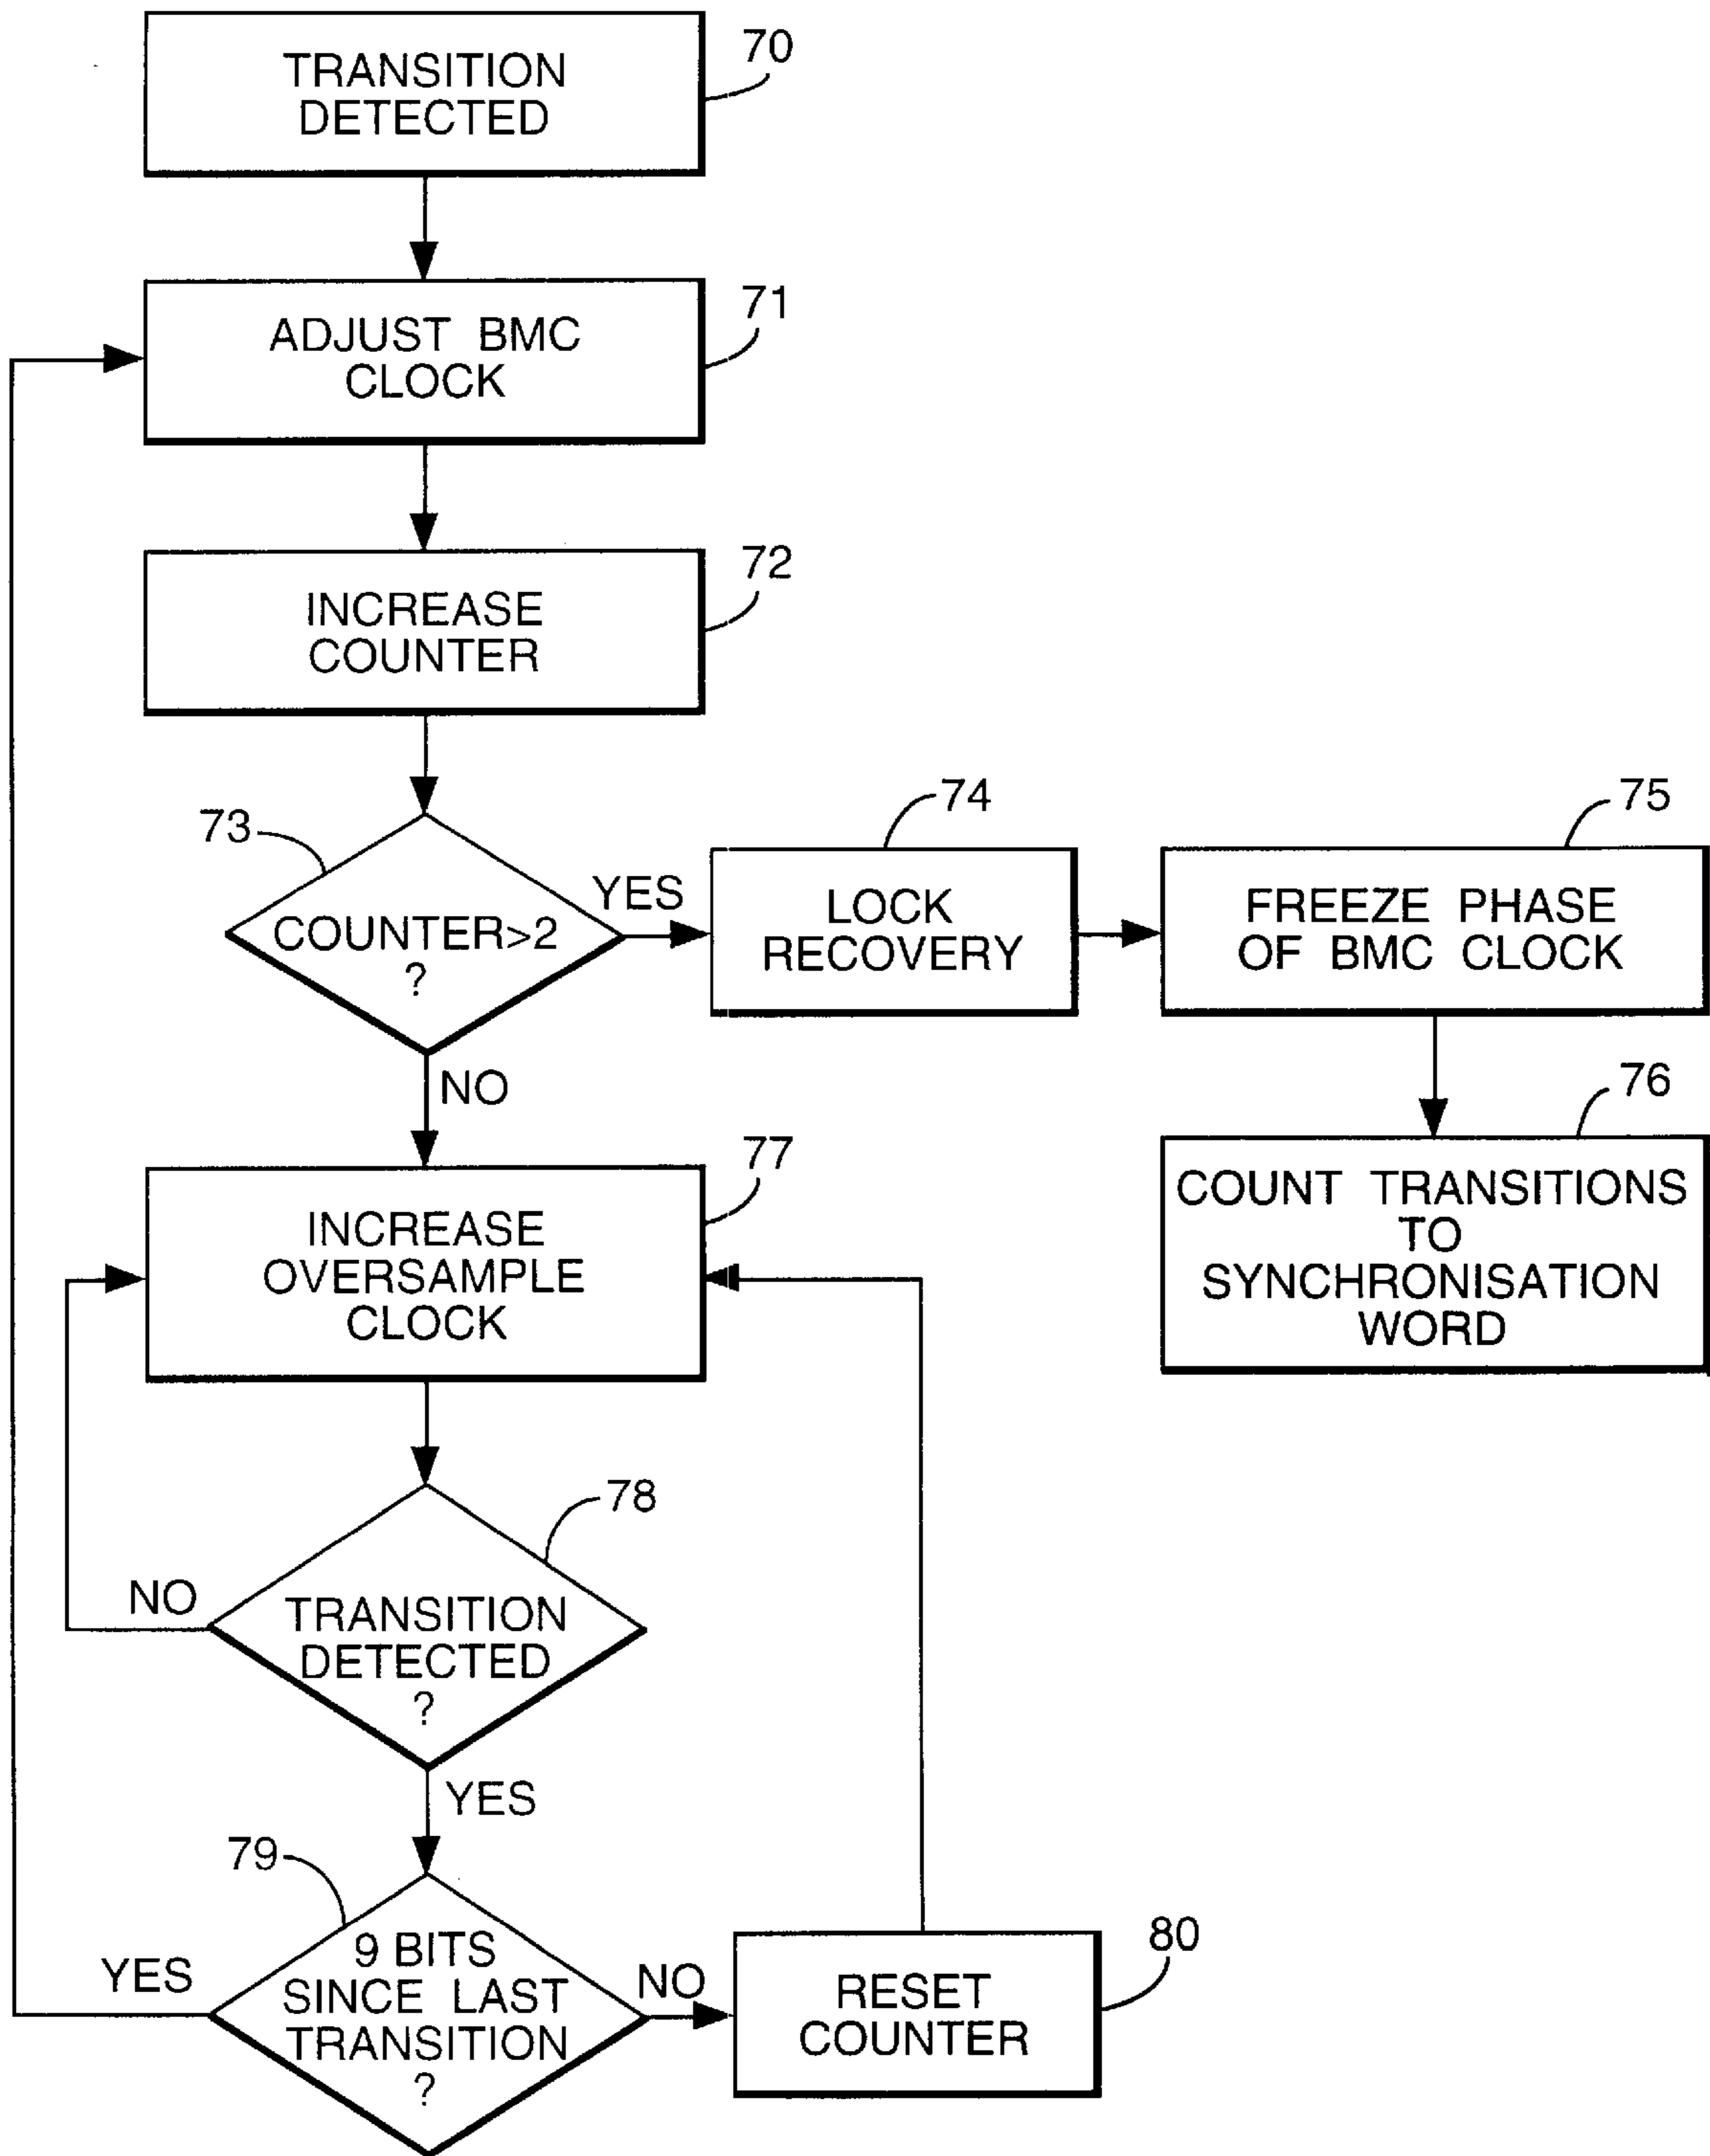 70
TRANSITION
DETECTED
71
ADJUST BMC
CLOCK
72
INCREASE
COUNTER
73
COUNTER>2
?
YES
74
LOCK
RECOVERY
75
FREEZE PHASE
OF BMC CLOCK
NO
76
COUNT TRANSITIONS
TO
SYNCHRONISATION
WORD
77
INCREASE
OVERSAMPLE
CLOCK
78
NO
TRANSITION
DETECTED
?
YES
79
YES
9 BITS
SINCE LAST
TRANSITION
?
NO
80
RESET
COUNTER